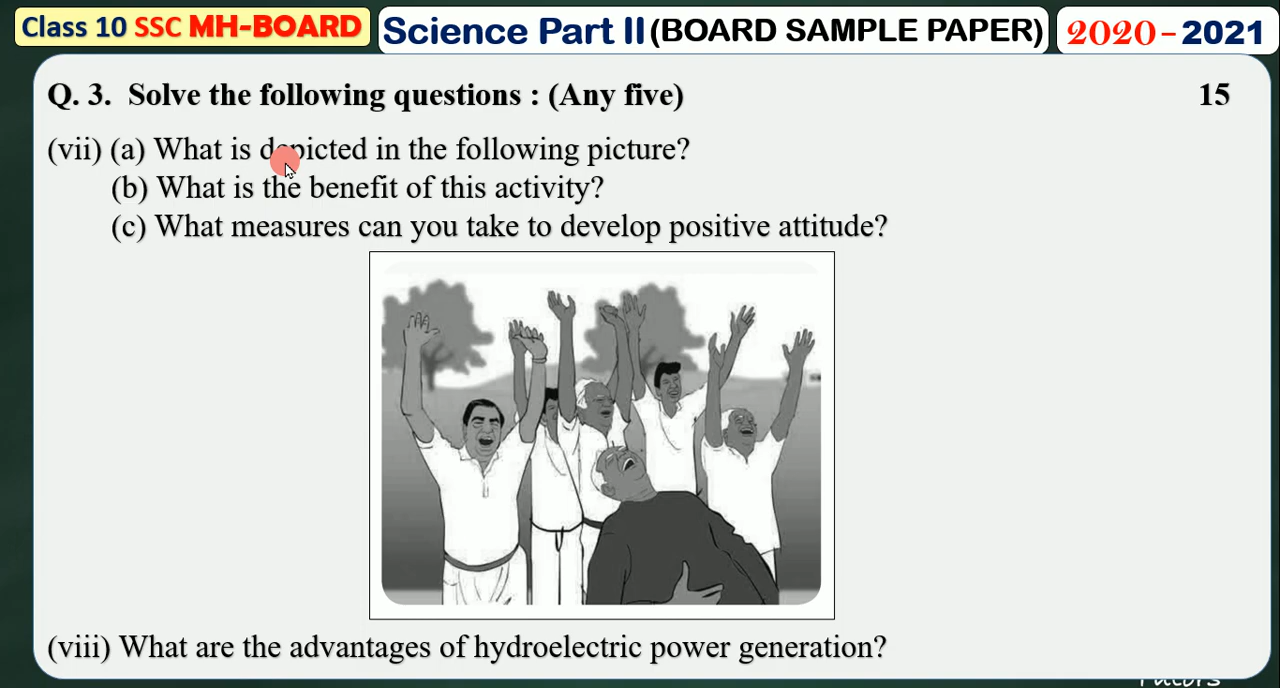 Class 10 SSC MH-BOARD Science Part II (BOARD SAMPLE PAPER) 2020-2021
Q. 3. Solve the following questions : (Any five) 15
(vii) (a) What is depicted in the following picture?
(b) What is the benefit of this activity?
(c) What measures can you take to develop positive attitude?
(viii) What are the advantages of hydroelectric power generation?